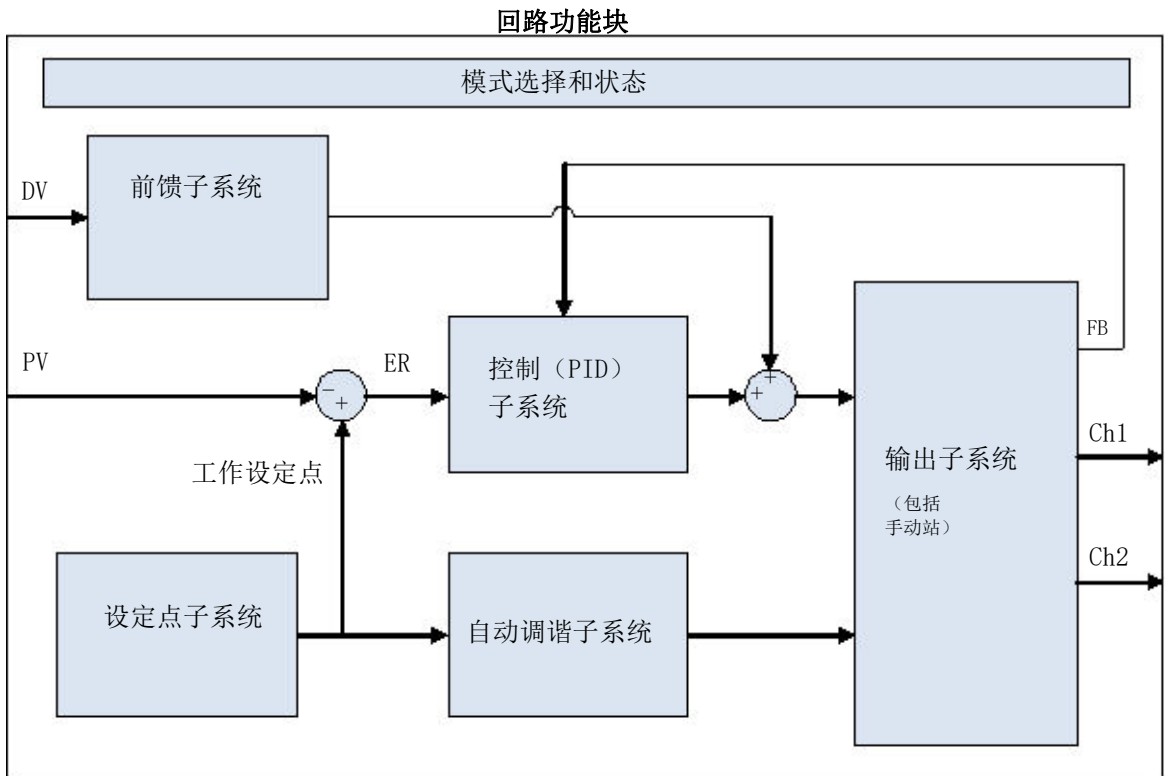 回路功能块
模式选择和状态
DV
前馈子系统
FB
PV
-
+
ER
控制（PID）
子系统
+
+
Ch1
工作设定点
输出子系统
（包括
手动站）
Ch2
设定点子系统
自动调谐子系统